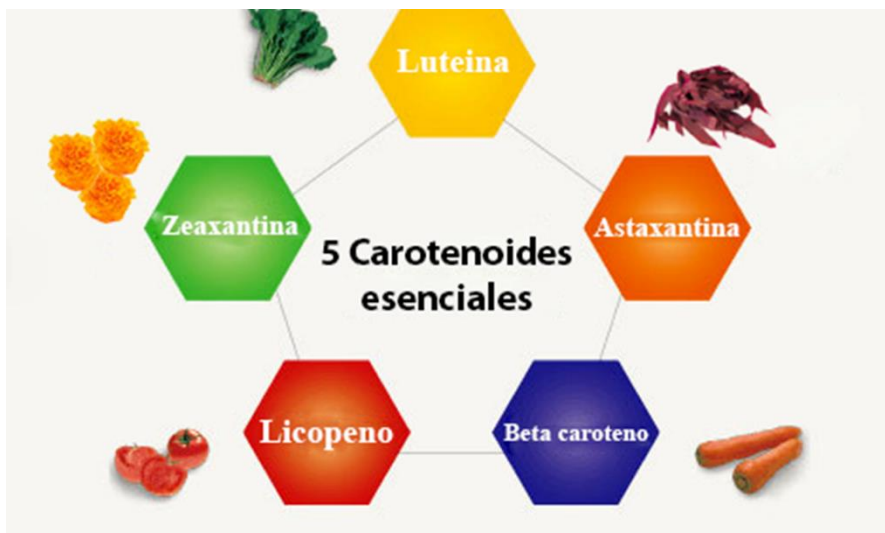 Luteina
Zeaxantina
Astaxantina
5 Carotenoides
esenciales
Licopeno
Beta caroteno